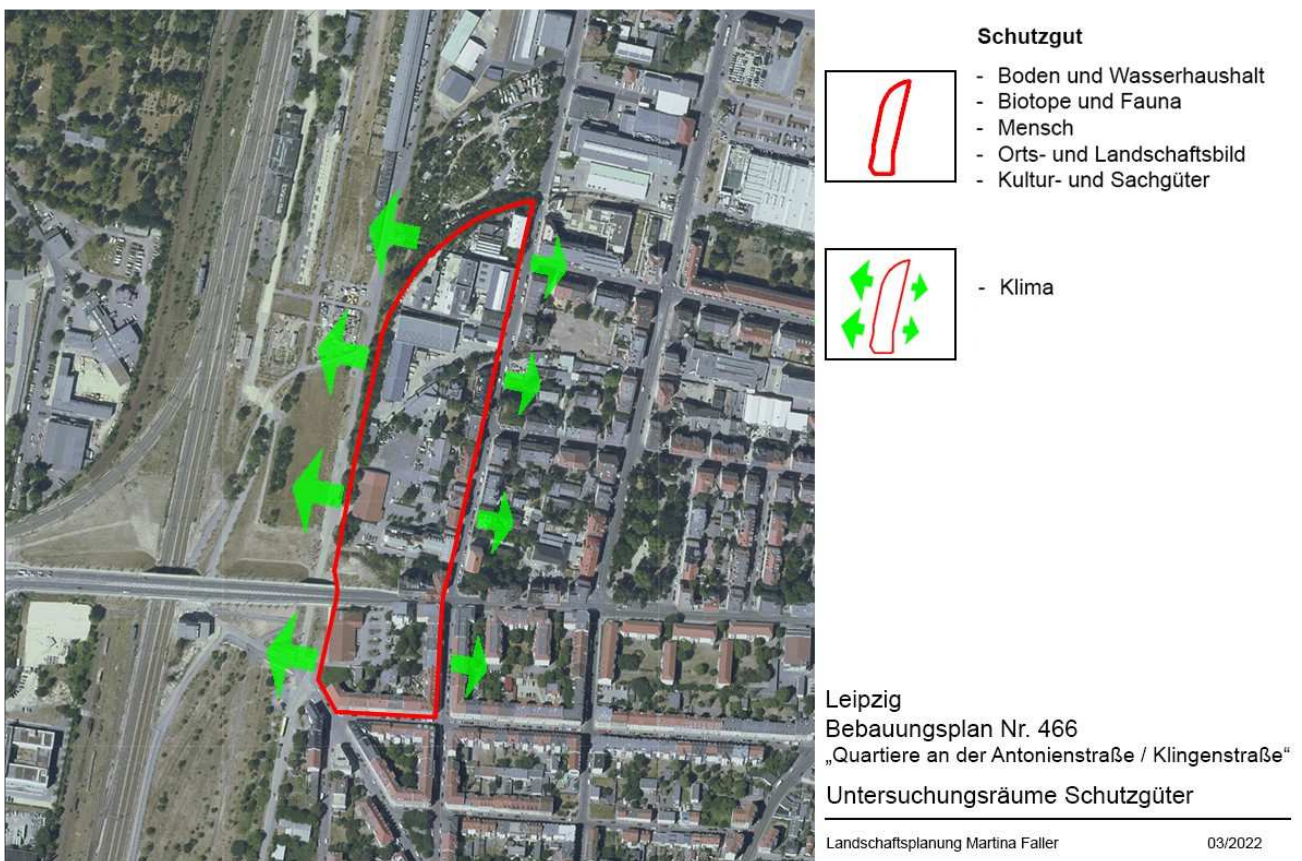 Schutzgut
- Boden und Wasserhaushalt
- Biotope und Fauna
- Mensch
- Orts- und Landschaftsbild
- Kultur- und Sachgüter
- Klima
Leipzig
Bebauungsplan Nr. 466
„Quartiere an der Antonienstraße / Klingenstraße“
Untersuchungsräume Schutzgüter
Landschaftsplanung Martina Faller 03/2022